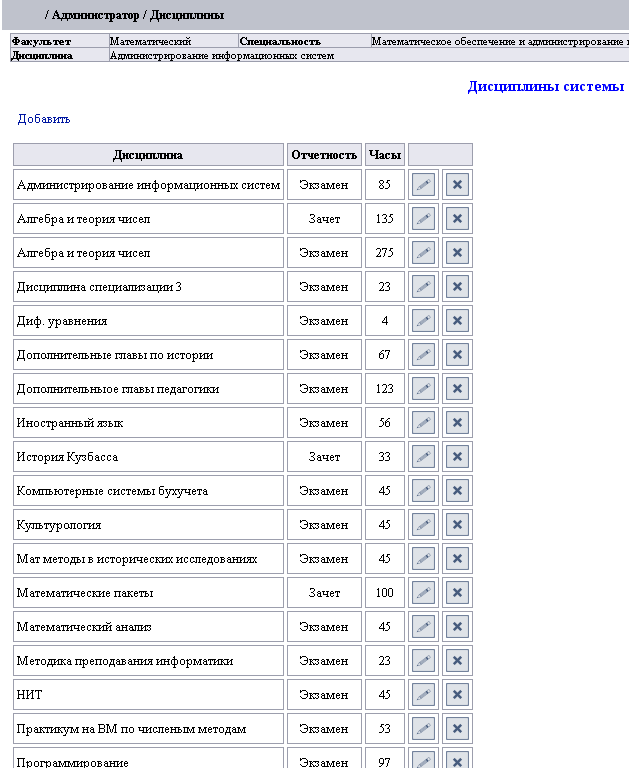 / Администратор / Дисциплины
Факультет Математический Специальность Математическое обеспечение и администрирование
Дисциплина Администрирование информационных систем
Дисциплины системы
Добавить
Дисциплина Отчетность Часы
Администрирование информационных систем Экзамен 85
Алгебра и теория чисел Зачет 135
Алгебра и теория чисел Экзамен 275
Дисциплина специализации 3 Экзамен 23
Диф. уравнения Экзамен 4
Дополнительные главы по истории Экзамен 67
Дополнительныое главы педагогики Экзамен 123
Иностранный язык Экзамен 56
История Кузбасса Зачет 33
Компьютерные системы бухучета Экзамен 45
Культурология Экзамен 45
Мат методы в исторических исследованиях Экзамен 45
Математические пакеты Зачет 100
Математический анализ Экзамен 45
Методика преподавания информатики Экзамен 23
НИТ Экзамен 45
Практикум на ВМ по численым методам Экзамен 53
Программирование Экзамен 97